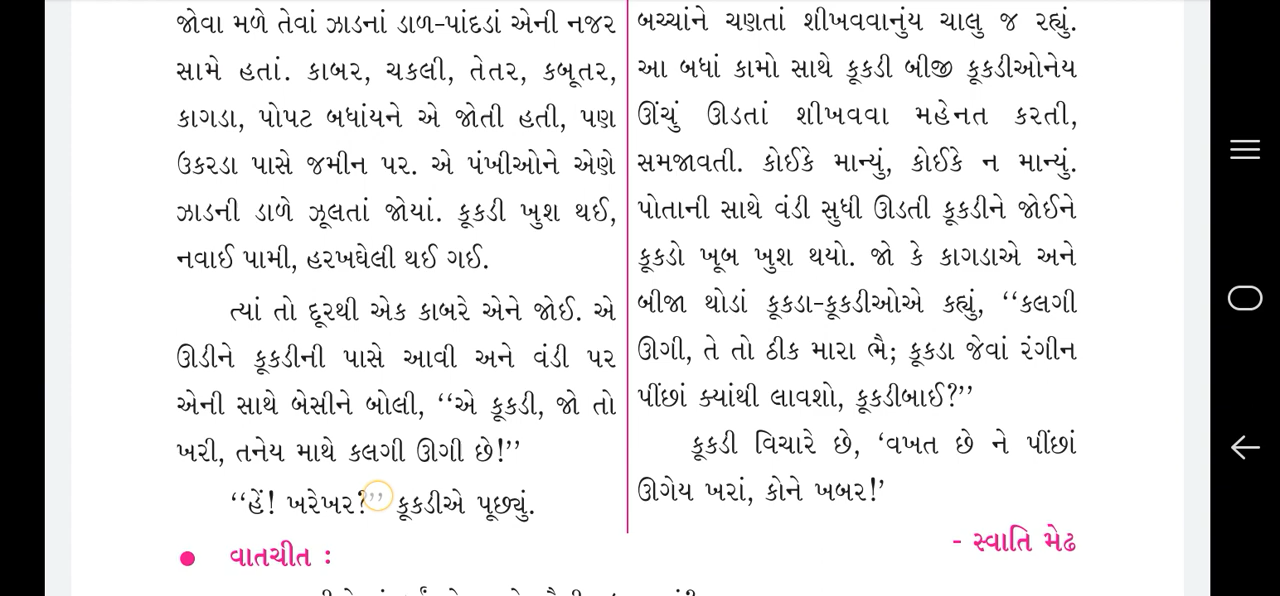 જોવા મળે તેવાં ઝાડનાં ડાળ-પાંદડાં એની નજર
સામે હતાં. કાબર, ચકલી, તેતર, કબૂતર,
કાગડા, પોપટ બધાંયને એ જોતી હતી, પણ
ઉકરડા પાસે જમીન પર. એ પંખીઓને એણે
ઝાડની ડાળે ઝૂલતાં જોયાં. કૂકડી ખુશ થઈ,
નવાઈ પામી, હરખઘેલી થઈ ગઈ.
ત્યાં તો દૂરથી એક કાબરે એને જોઈ. એ
ઊડીને કૂકડીની પાસે આવી અને વંડી પર
એની સાથે બેસીને બોલી, ‘‘એ કૂકડી, જો તો
ખરી, તનેય માથે કલગી ઊગી છે!’’
‘‘હેં! ખરેખર?’’ કૂકડીએ પૂછ્યું.
બચ્ચાંને ચણતાં શીખવવાનુંય ચાલુ જ રહ્યું.
આ બધાં કામો સાથે કૂકડી બીજી કૂકડીઓનેય
ઊંચું ઊડતાં શીખવવા મહેનત કરતી,
સમજાવતી. કોઈકે માન્યું, કોઈકે ન માન્યું.
પોતાની સાથે વંડી સુધી ઊડતી કૂકડીને જોઈને
કૂકડો ખૂબ ખુશ થયો. જો કે કાગડાએ અને
બીજા થોડાં કૂકડા-કૂકડીઓએ કહ્યું, ‘‘કલગી
ઊગી, તે તો ઠીક મારા ભૈ; કૂકડા જેવાં રંગીન
પીંછાં ક્યાંથી લાવશો, કૂકડીબાઈ?’’
કૂકડી વિચારે છે, ‘વખત છે ને પીંછાં
ઊગેય ખરાં, કોને ખબર!’
- સ્વાતિ મેઢ
● વાતચીત :